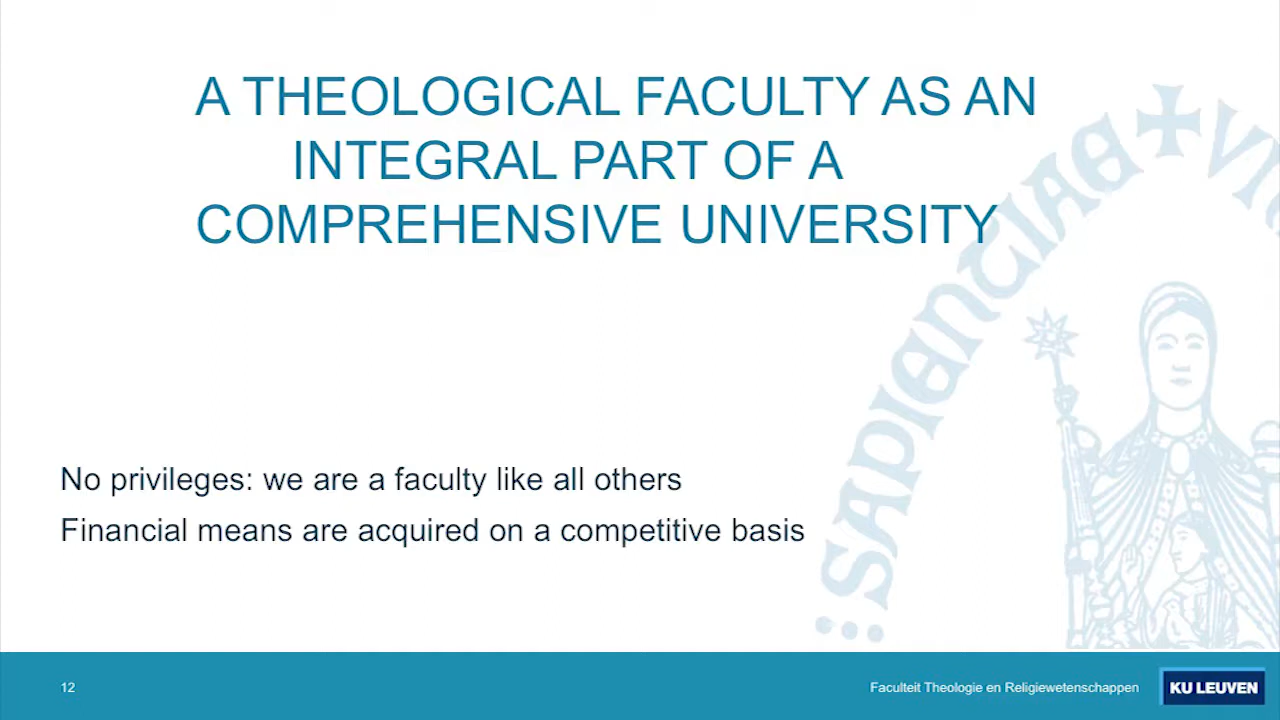 A THEOLOGICAL FACULTY AS AN
INTEGRAL PART OF A
COMPREHENSIVE UNIVERSITY
SAPIENTIAE
No privileges: we are a faculty like all others
Financial means are acquired on a competitive basis
12
Faculteit Theologie en Religiewetenschappen
KU LEUVEN